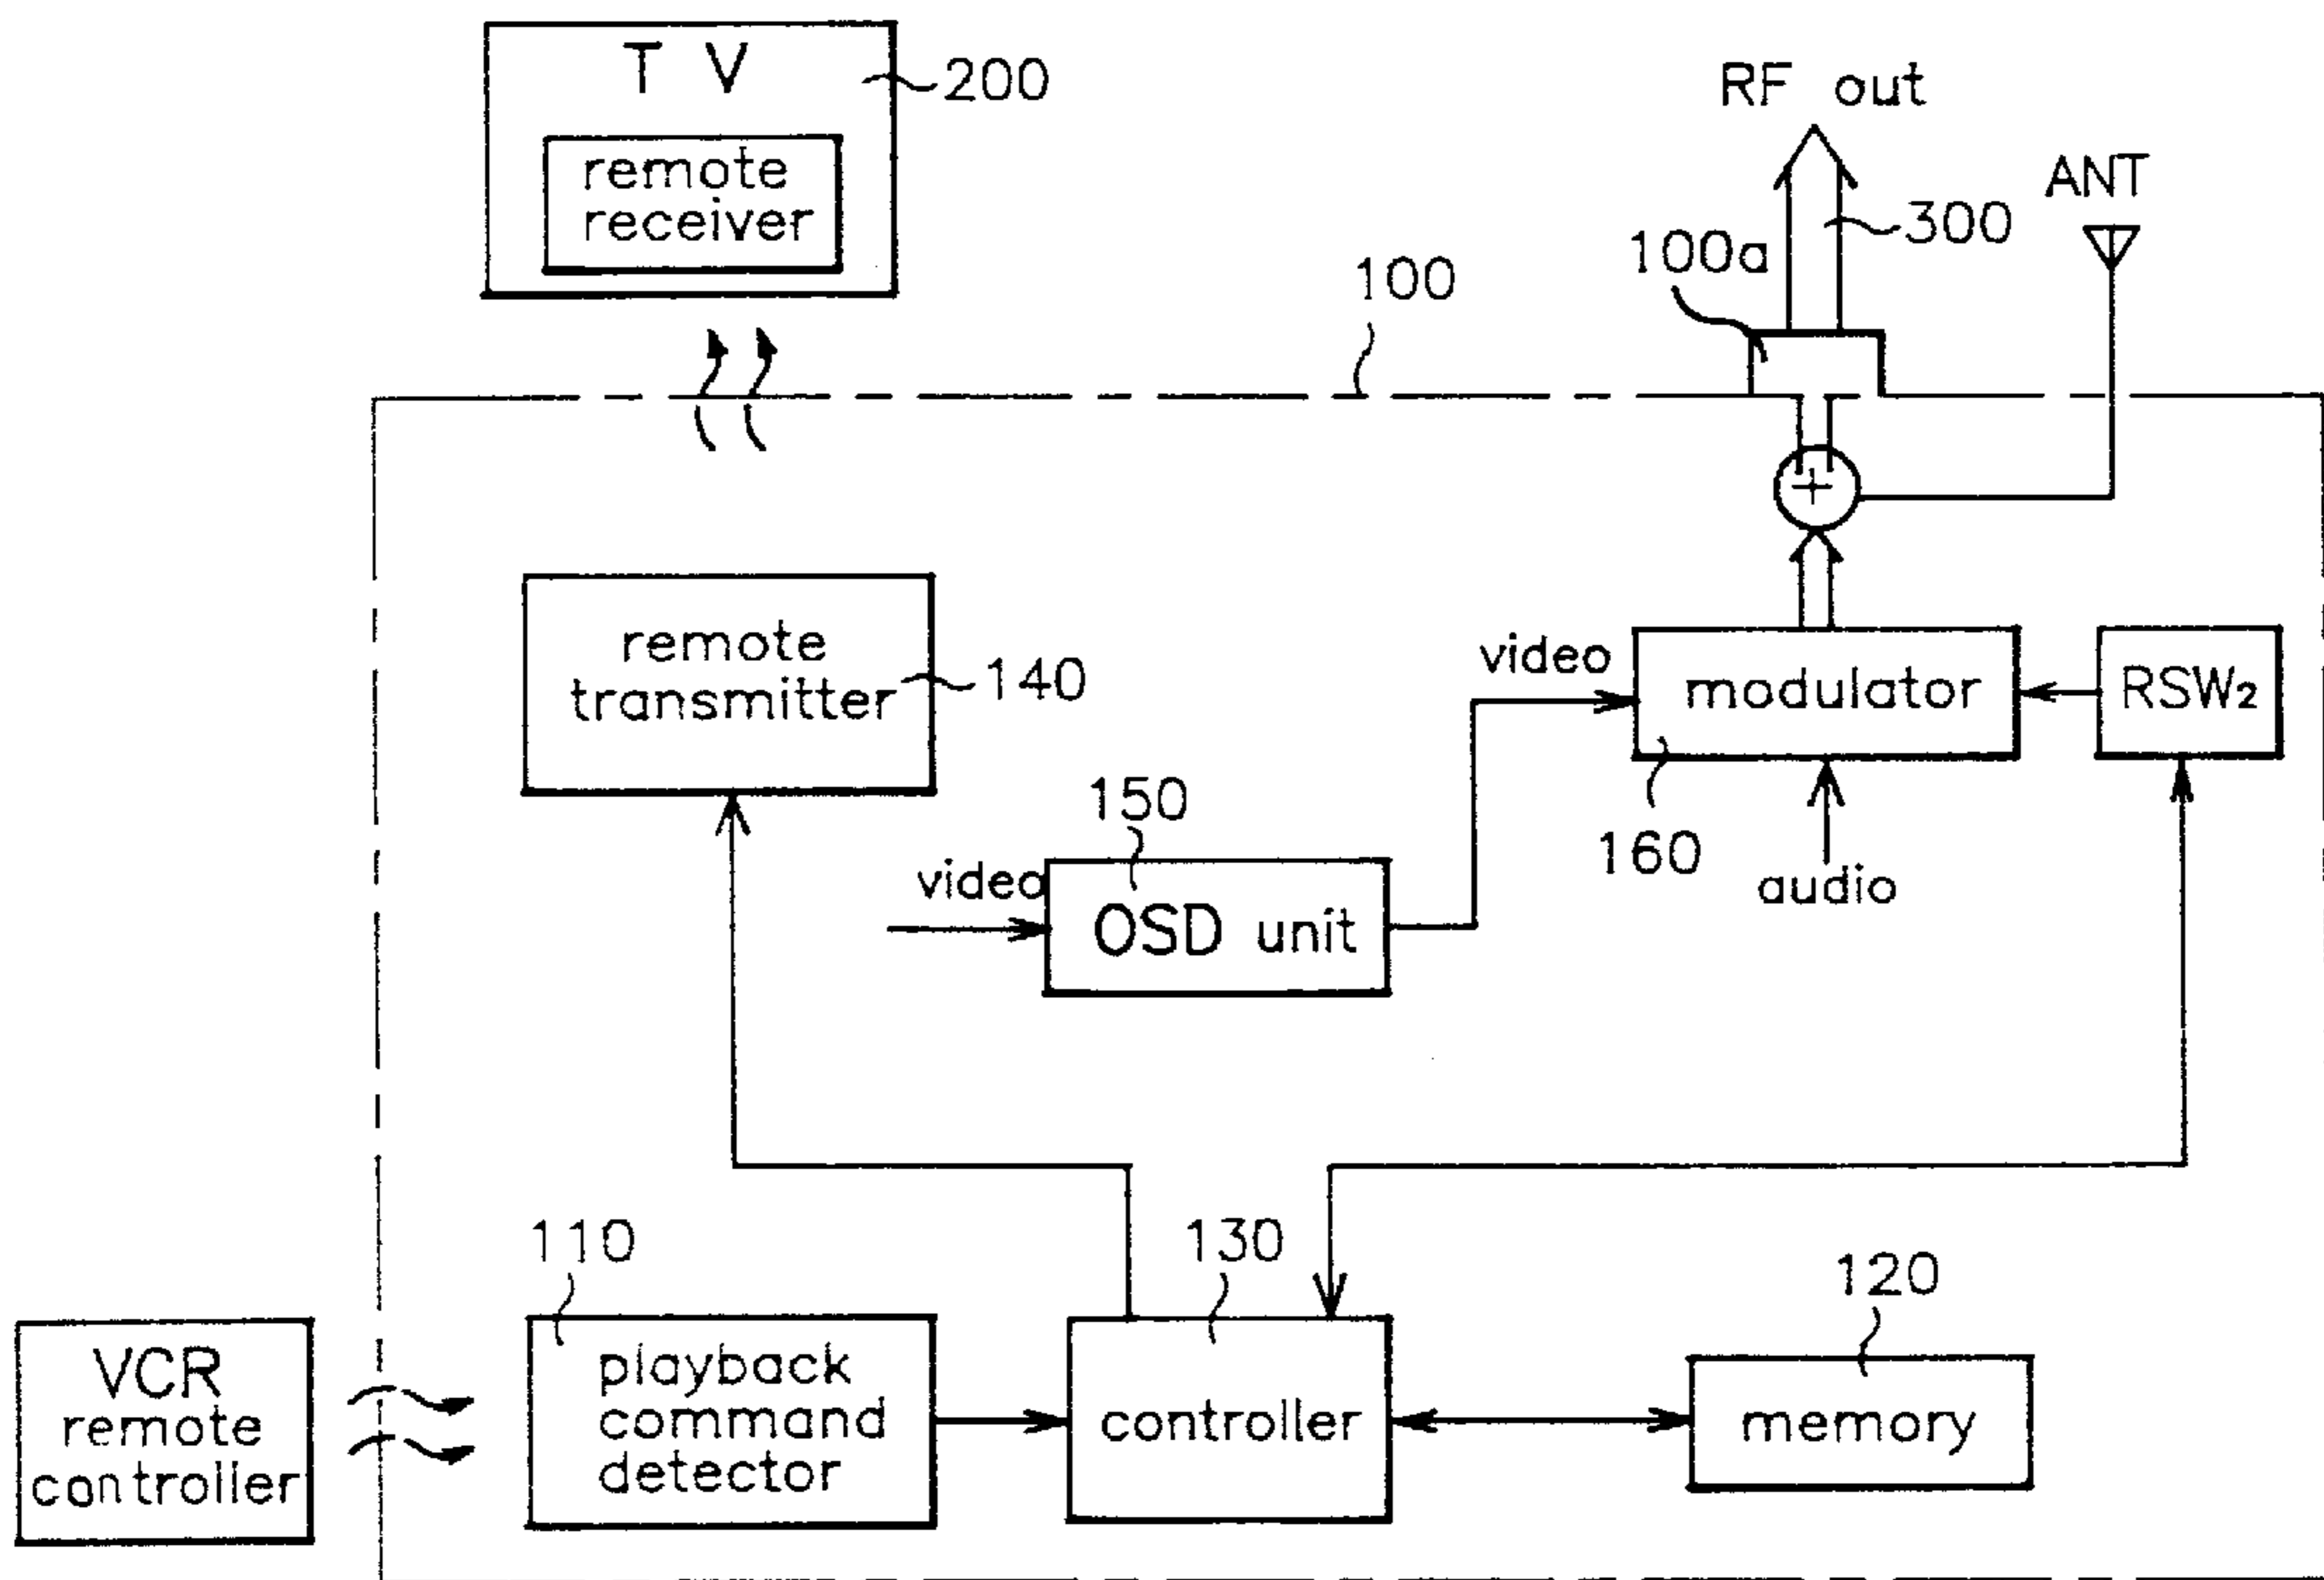 T V
200
remote
receiver
RF out
ANT
300
100a
100
remote
transmitter
140
video
modulator
RSW2
160
audio
150
video
OSD unit
110
130
120
VCR
remote
controller
playback
command
detector
controller
memory